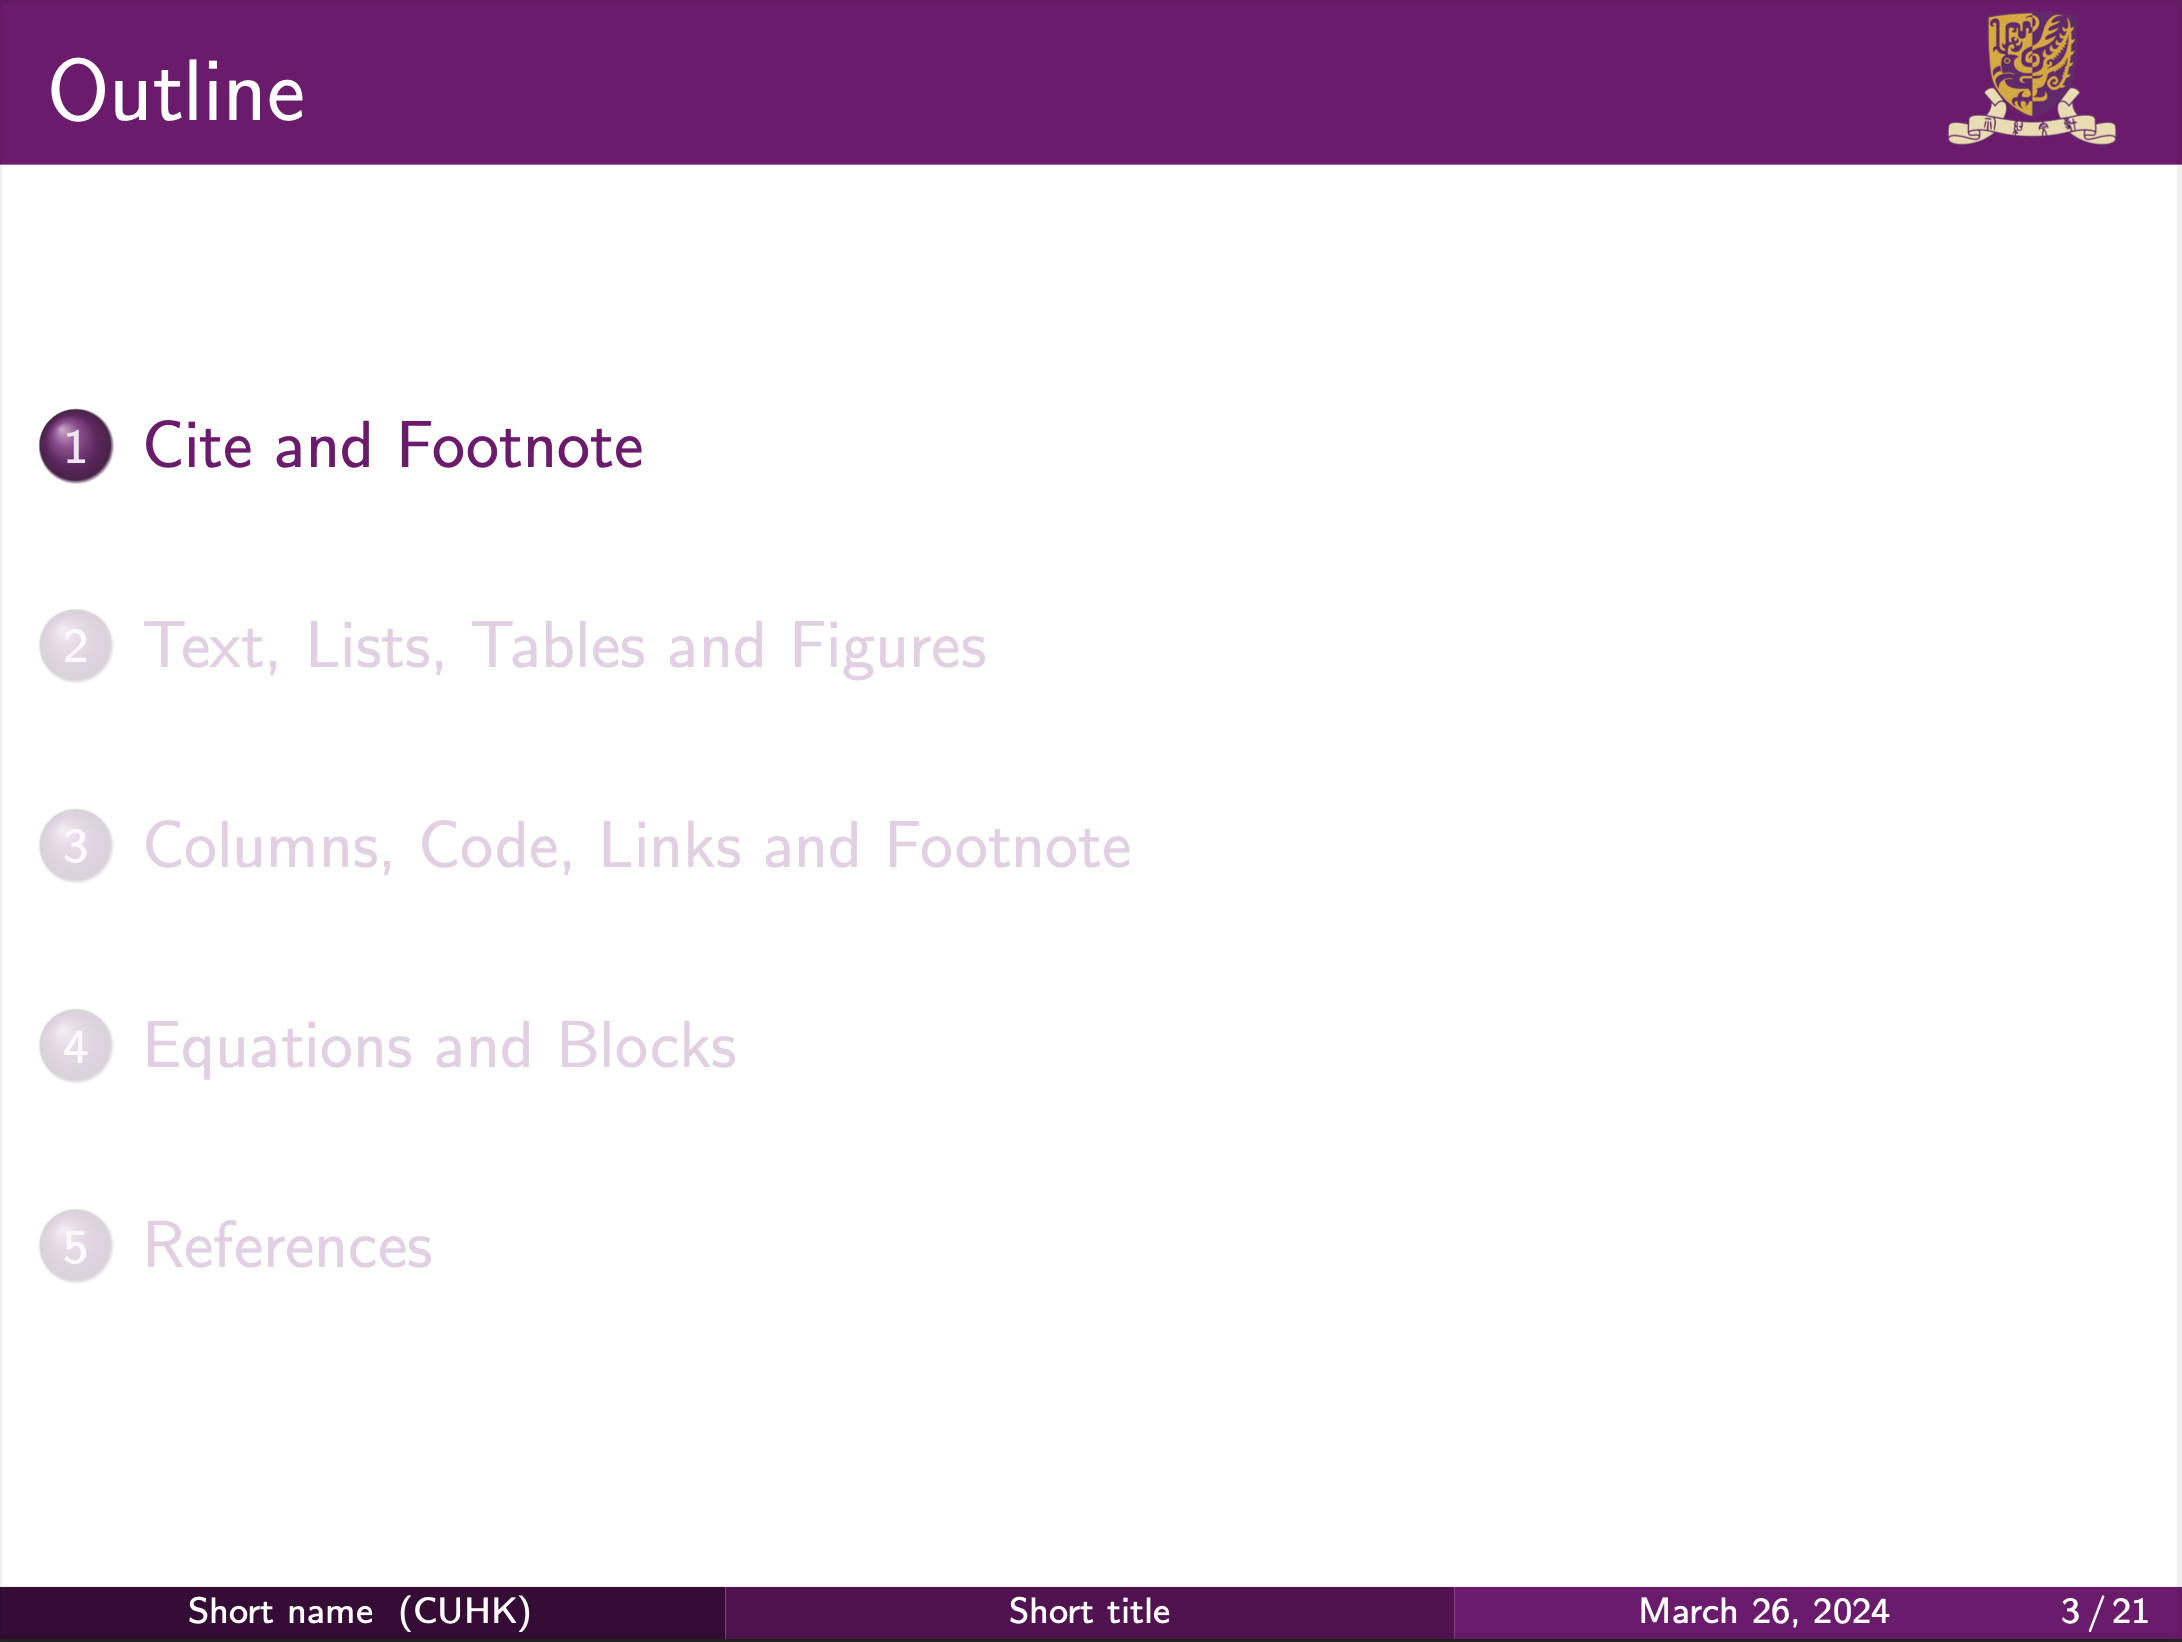 Outline
1 Cite and Footnote
2 Text, Lists, Tables and Figures
3 Columns, Code, Links and Footnote
4 Equations and Blocks
5 References
Short name (CUHK) Short title March 26, 2024 3 / 21